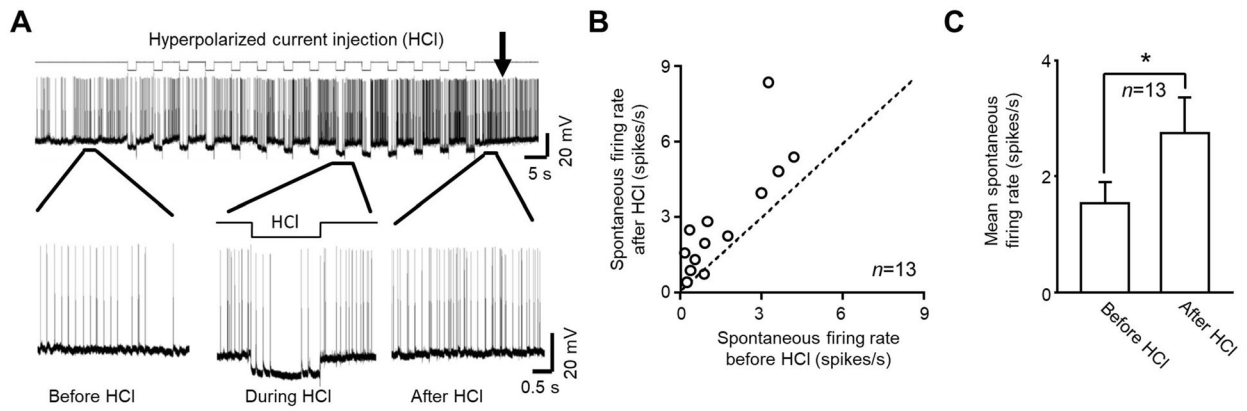 A
Hyperpolarized current injection (HCI)
20 mV
5 s
HCI
20 mV
0.5 s
Before HCI
During HCI
After HCI
B
Spontaneous firing rate
after HCI (spikes/s)
9
6
3
0
n=13
0
3
6
9
Spontaneous firing rate
before HCI (spikes/s)
C
Mean spontaneous
firing rate (spikes/s)
4
2
0
*
n=13
Before HCI
After HCI